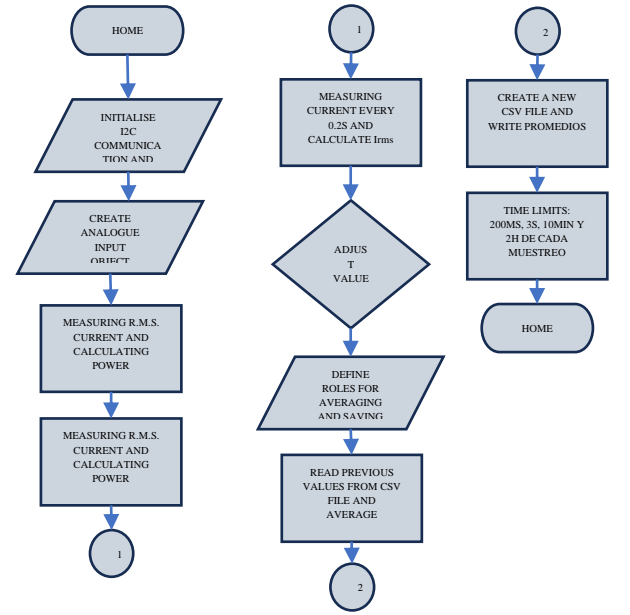 HOME
INITIALISE
I2C
COMMUNICA
TION AND
CREATE
ANALOGUE
INPUT
OBJECT
MEASURING R.M.S.
CURRENT AND
CALCULATING
POWER
MEASURING R.M.S.
CURRENT AND
CALCULATING
POWER
1
1
MEASURING
CURRENT EVERY
0.2S AND
CALCULATE Irms
ADJUS
T
VALUE
DEFINE
ROLES FOR
AVERAGING
AND SAVING
READ PREVIOUS
VALUES FROM CSV
FILE AND
AVERAGE
2
2
CREATE A NEW
CSV FILE AND
WRITE PROMEDIOS
TIME LIMITS:
200MS, 3S, 10MIN Y
2H DE CADA
MUESTREO
HOME